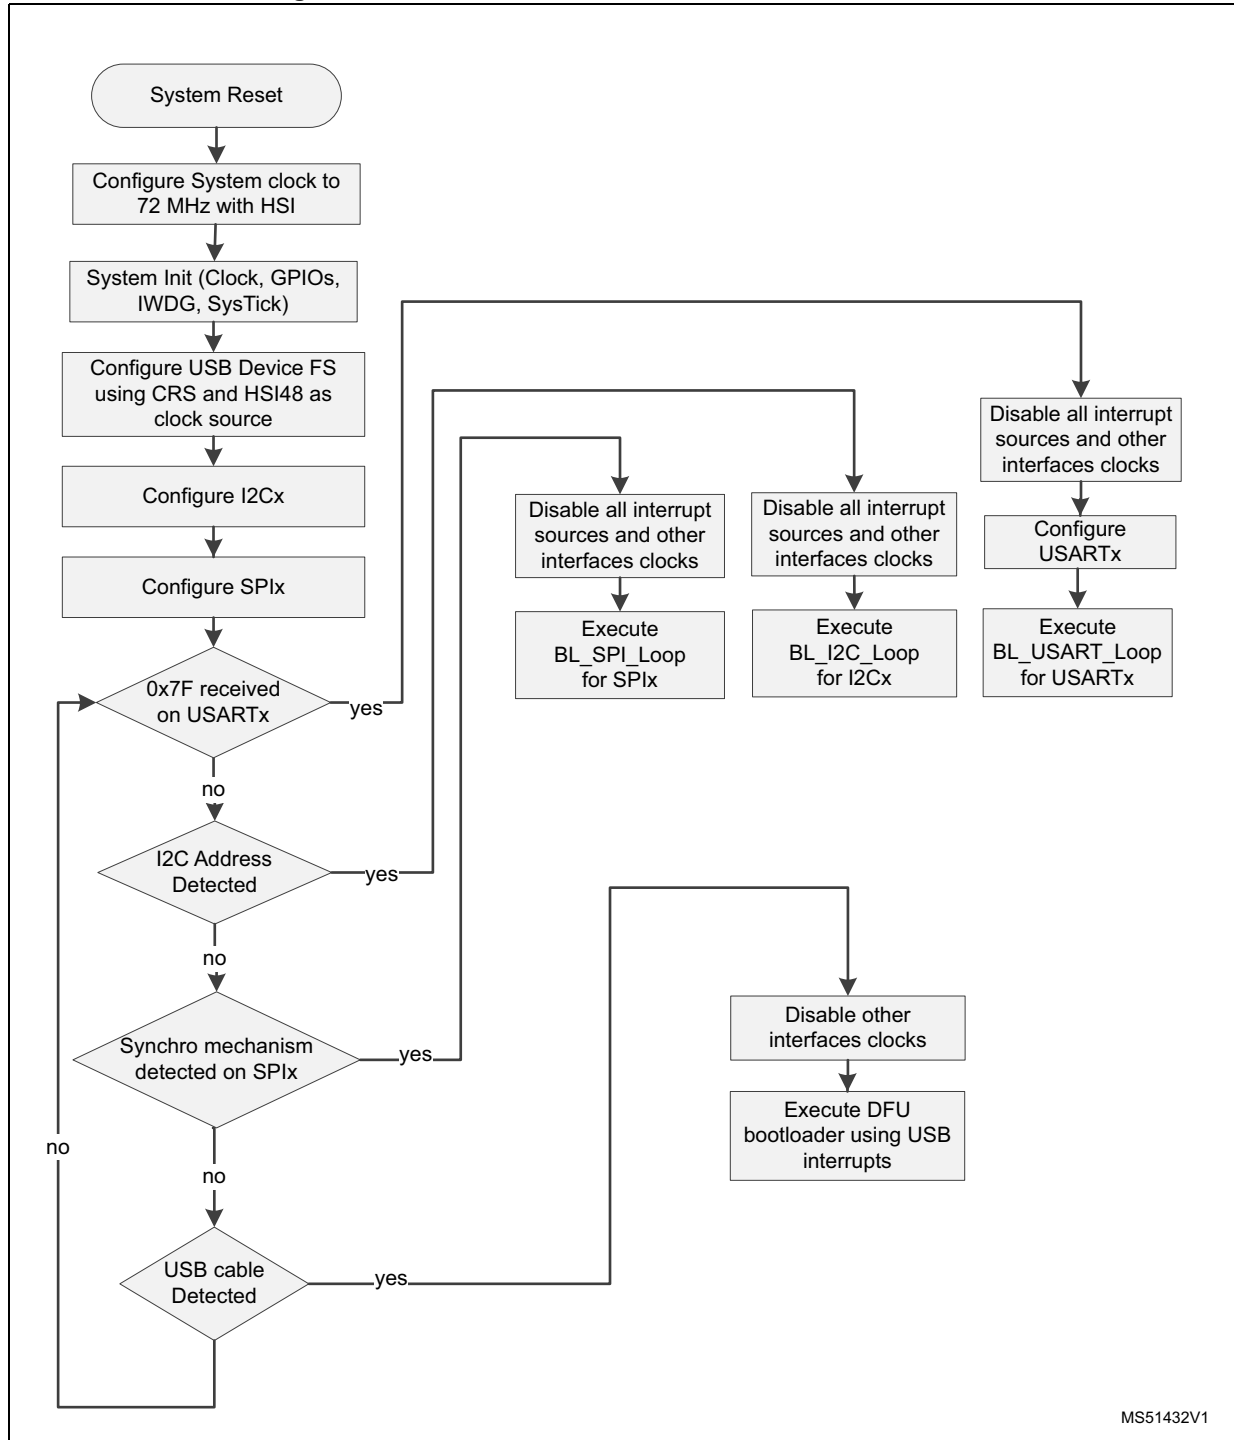 System Reset
Configure System clock to
72 MHz with HSI
System Init (Clock, GPIOs,
IWDG, SysTick)
Configure USB Device FS
using CRS and HSI48 as
clock source
Configure I2Cx
Configure SPIx
0x7F received
on USARTx
yes
no
I2C Address
Detected
yes
no
Synchro mechanism
detected on SPIx
yes
no
USB cable
Detected
yes
no
Disable all interrupt
sources and other
interfaces clocks
Execute
BL_SPI_Loop
for SPIx
Disable all interrupt
sources and other
interfaces clocks
Execute
BL_I2C_Loop
for I2Cx
Disable all interrupt
sources and other
interfaces clocks
Configure
USARTx
Execute
BL_USART_Loop
for USARTx
Disable other
interfaces clocks
Execute DFU
bootloader using USB
interrupts
MS51432V1